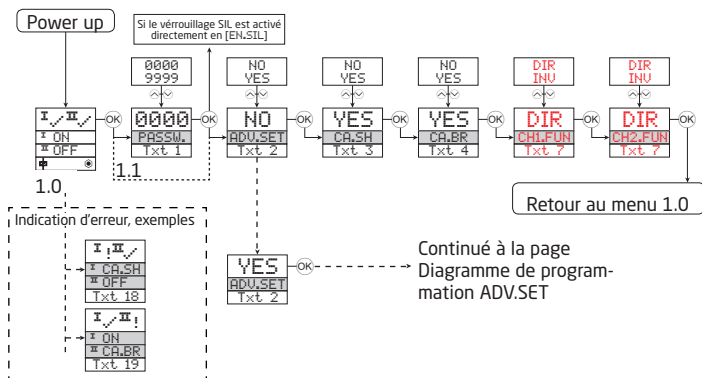 Power up
Si le vérrouillage SIL est activé
directement en [EN.SIL]
0000
9999
NO
YES
NO
YES
NO
YES
DIR
INV
DIR
INV
I II
I ON
II OFF
OK
0000
PASSW.
Txt 1
OK
NO
ADV.SET
Txt 2
OK
YES
CA.SH
Txt 3
OK
YES
CA.BR
Txt 4
OK
DIR
CH1.FUN
Txt 7
OK
DIR
CH2.FUN
Txt 7
OK
1.0
1.1
Retour au menu 1.0
Indication d'erreur, exemples
I ! II
I CA.SH
II OFF
Txt 18
I II !
I ON
II CA.BR
Txt 19
YES
ADV.SET
Txt 2
OK
Continué à la page
Diagramme de program-
mation ADV.SET